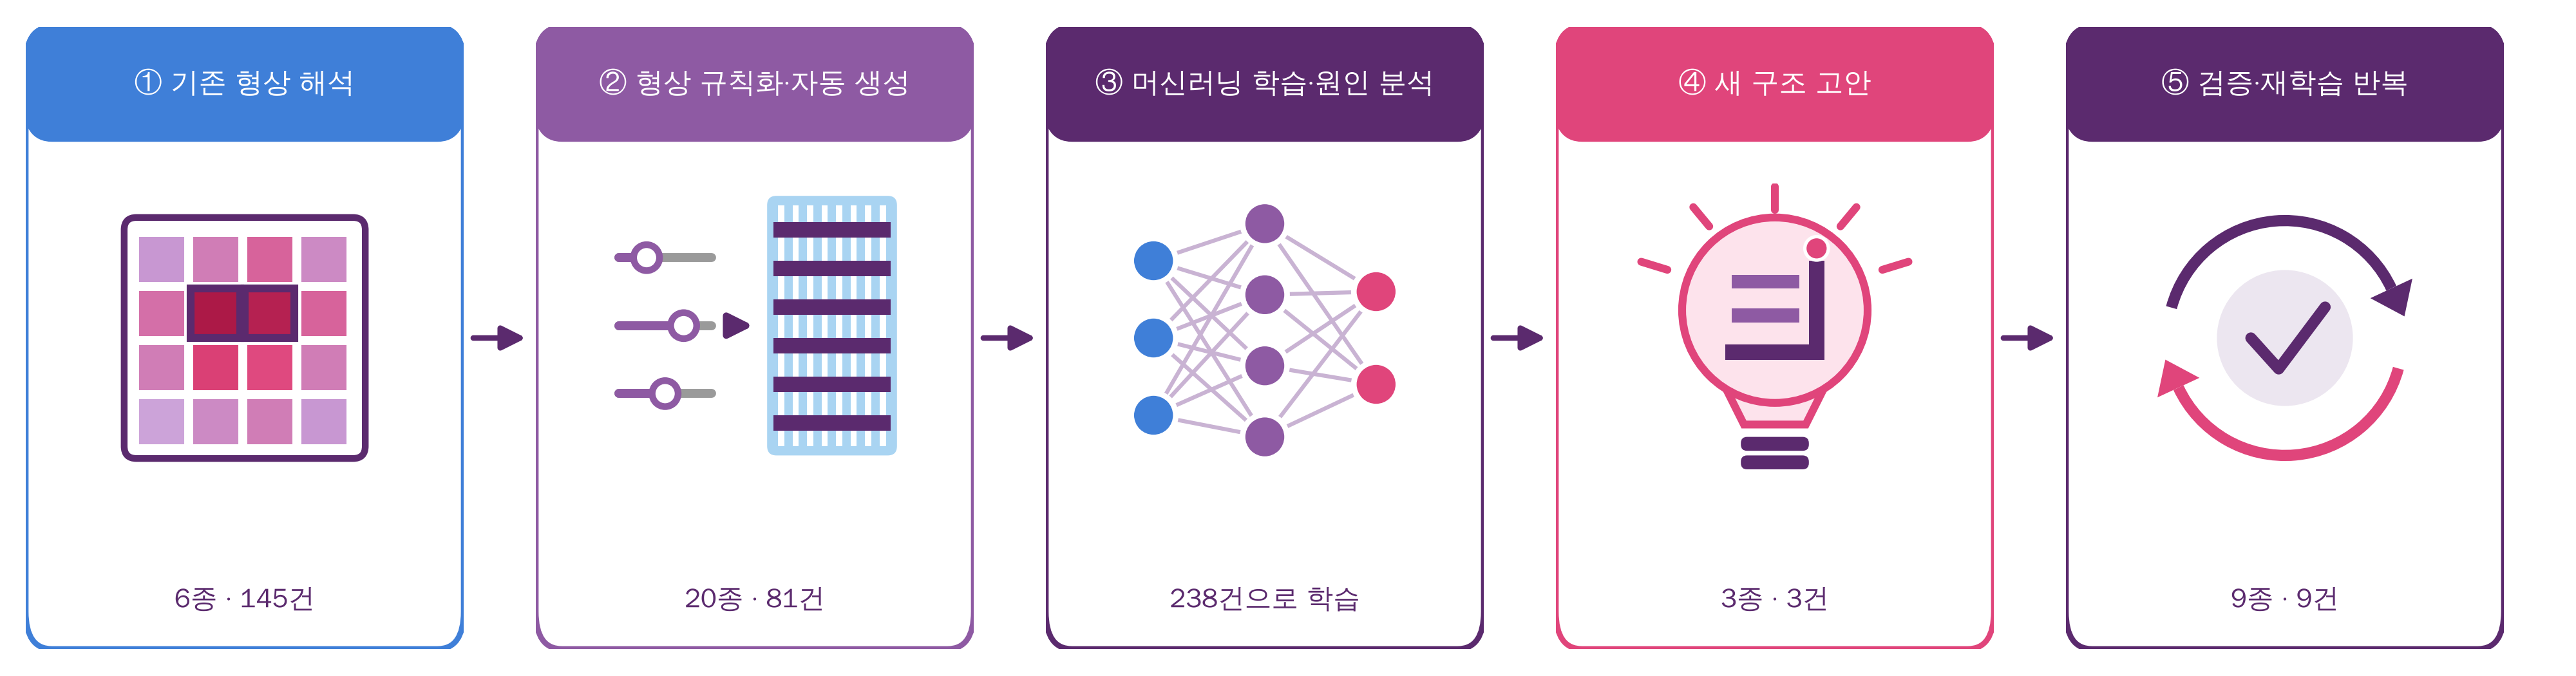 ① 기존 형상 해석
② 형상 규칙화·자동 생성
③ 머신러닝 학습·원인 분석
④ 새 구조 고안
⑤ 검증·재학습 반복
6종 · 145건
20종 · 81건
238건으로 학습
3종 · 3건
9종 · 9건